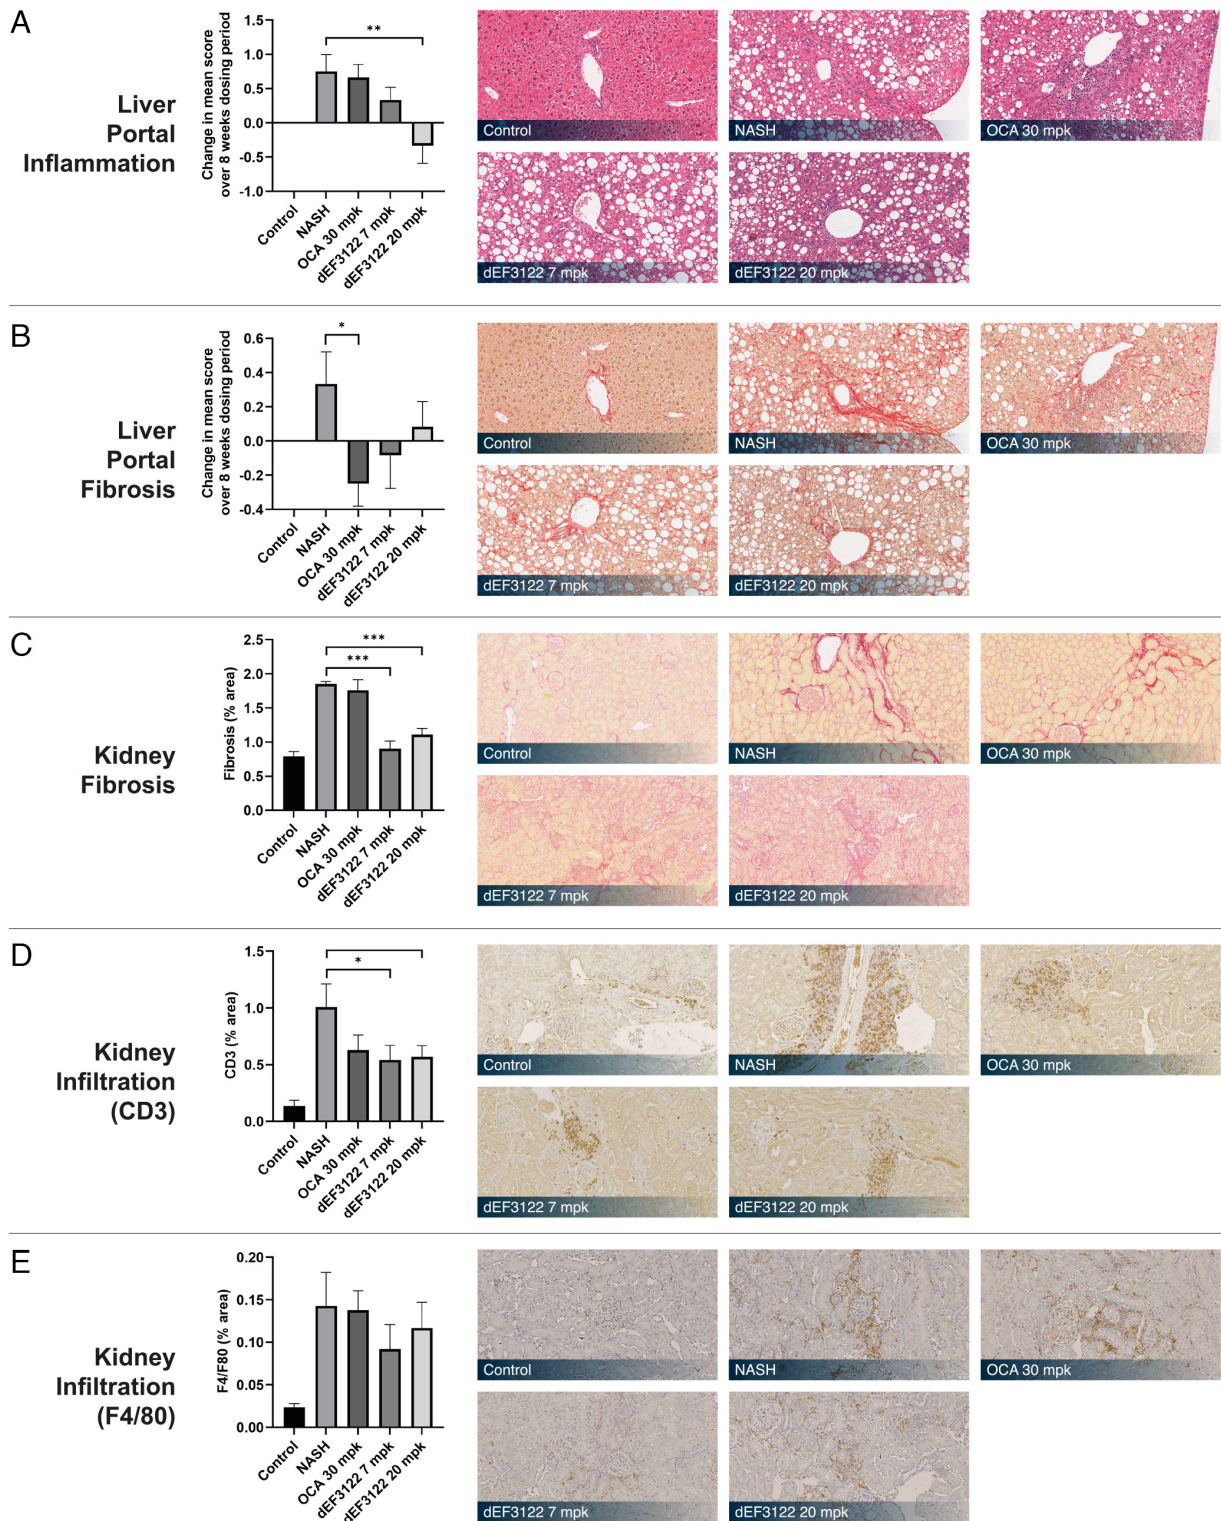 A
Liver
Portal
Inflammation
Change in mean score
over 8 weeks dosing period
1.5
1.0
0.5
0.0
-0.5
-1.0
**
Control
NASH
OCA 30 mpk
dEF3122 7 mpk
dEF3122 20 mpk
Control
NASH
OCA 30 mpk
dEF3122 7 mpk
dEF3122 20 mpk
B
Liver
Portal
Fibrosis
Change in mean score
over 8 weeks dosing period
0.6
0.4
0.2
0.0
-0.2
-0.4
*
Control
NASH
OCA 30 mpk
dEF3122 7 mpk
dEF3122 20 mpk
Control
NASH
OCA 30 mpk
dEF3122 7 mpk
dEF3122 20 mpk
C
Kidney
Fibrosis
Fibrosis (% area)
2.5
2.0
1.5
1.0
0.5
0.0
***
***
Control
NASH
OCA 30 mpk
dEF3122 7 mpk
dEF3122 20 mpk
Control
NASH
OCA 30 mpk
dEF3122 7 mpk
dEF3122 20 mpk
D
Kidney
Infiltration
(CD3)
CD3 (% area)
1.5
1.0
0.5
0.0
*
Control
NASH
OCA 30 mpk
dEF3122 7 mpk
dEF3122 20 mpk
Control
NASH
OCA 30 mpk
dEF3122 7 mpk
dEF3122 20 mpk
E
Kidney
Infiltration
(F4/80)
F4/F80 (% area)
0.20
0.15
0.10
0.05
0.00
Control
NASH
OCA 30 mpk
dEF3122 7 mpk
dEF3122 20 mpk
Control
NASH
OCA 30 mpk
dEF3122 7 mpk
dEF3122 20 mpk